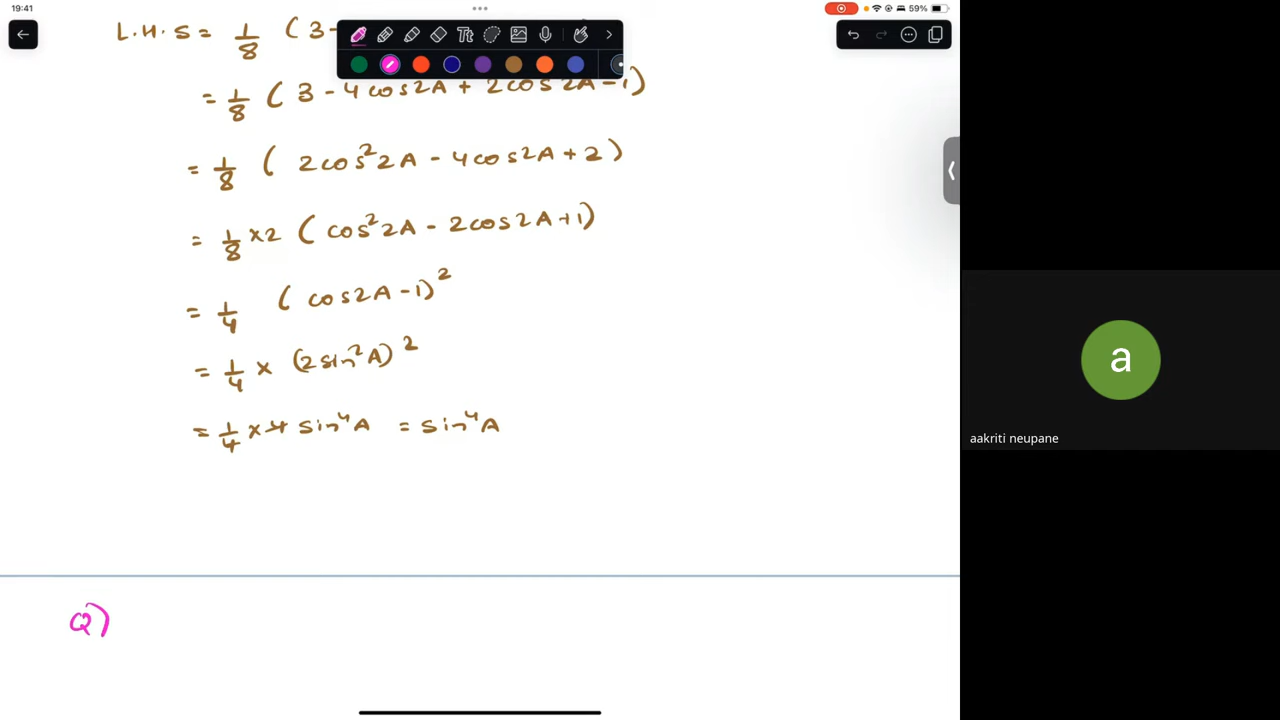 19:41
59%
L.H.S = 1/8 (3-
Tt
= 1/8 (3 - 4cos2A + 2cos²2A - 1)
= 1/8 (2cos²2A - 4cos2A + 2)
= 1/8 ×2 (cos²2A - 2cos2A + 1)
= 1/4 (cos2A - 1)²
= 1/4 × (2sin²A)²
= 1/4 × 4 sin⁴A = sin⁴A
Q)
a
aakriti neupane